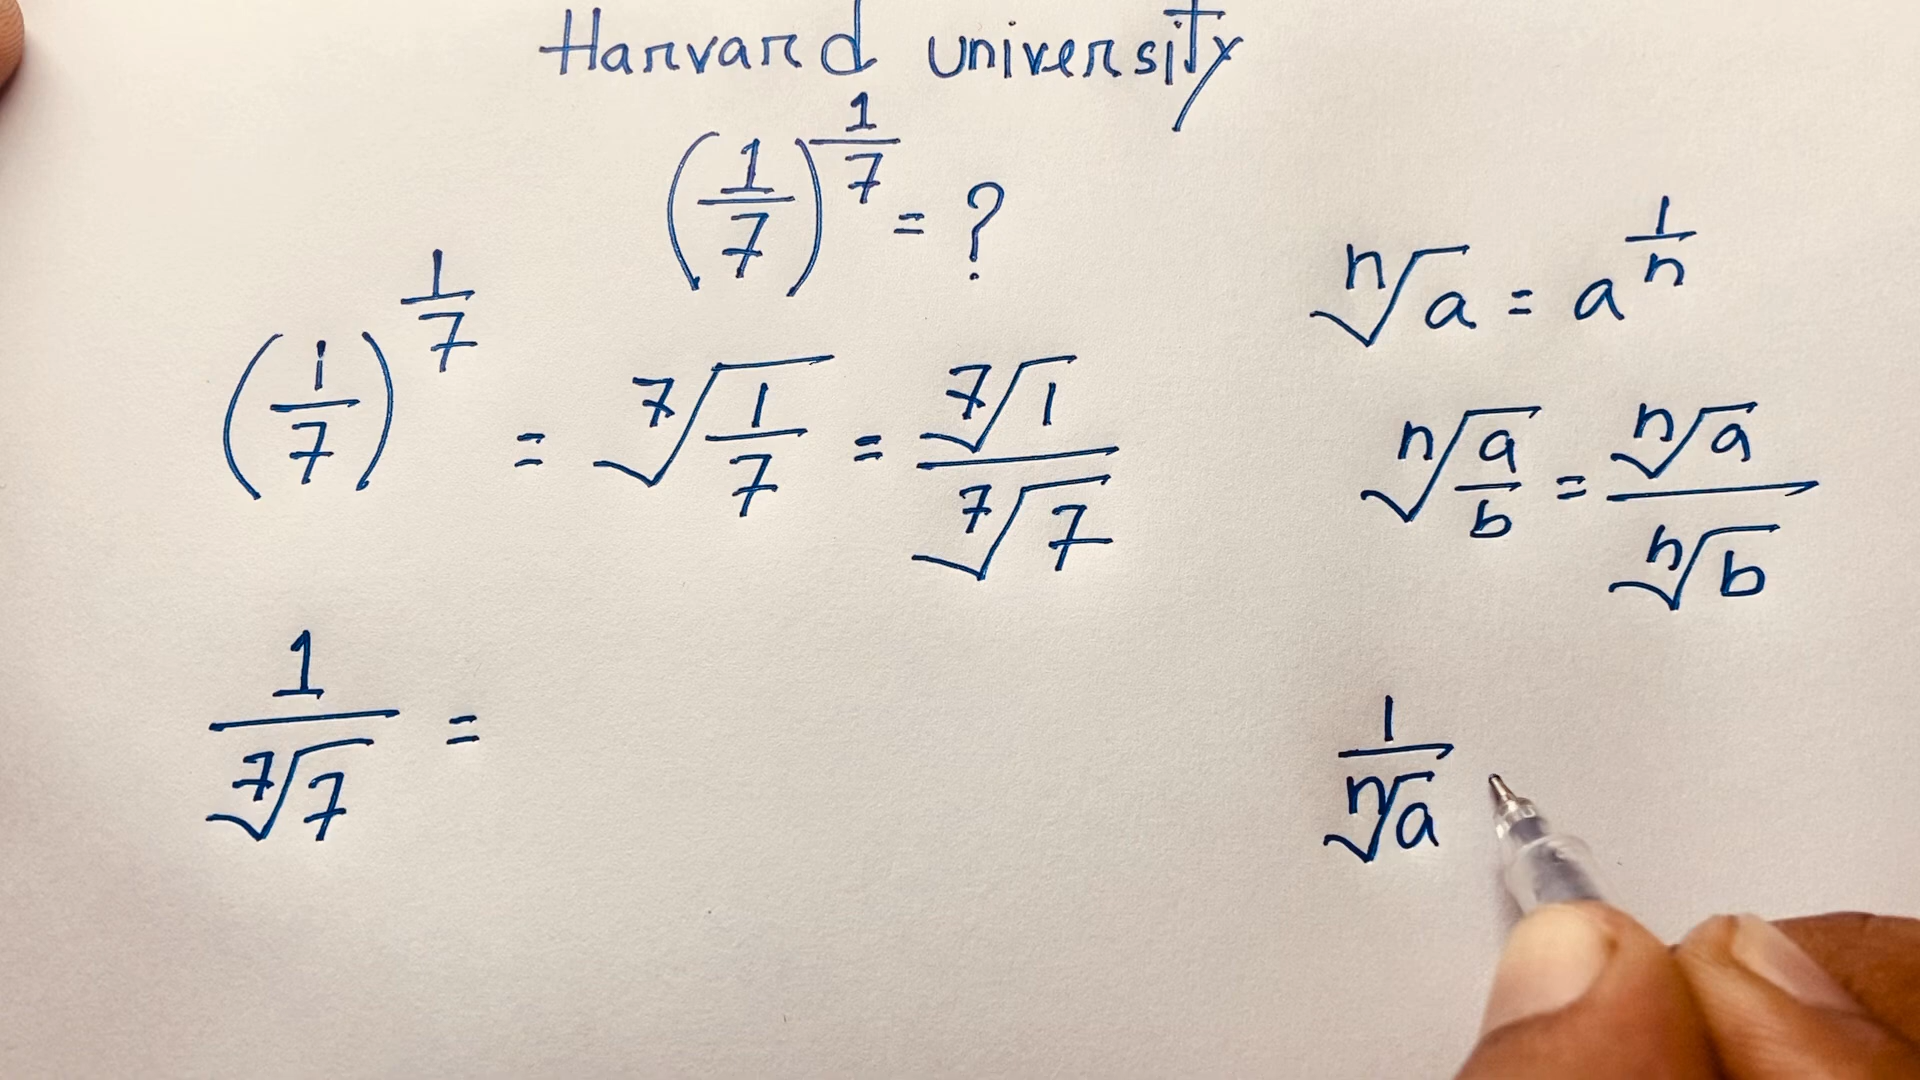 Harvard University
(1/7)^(1/7) = ?
(1/7)^(1/7) = ⁷√(1/7) = ⁷√1 / ⁷√7
1 / ⁷√7 =
ⁿ√a = a^(1/n)
ⁿ√(a/b) = ⁿ√a / ⁿ√b
1 / ⁿ√a